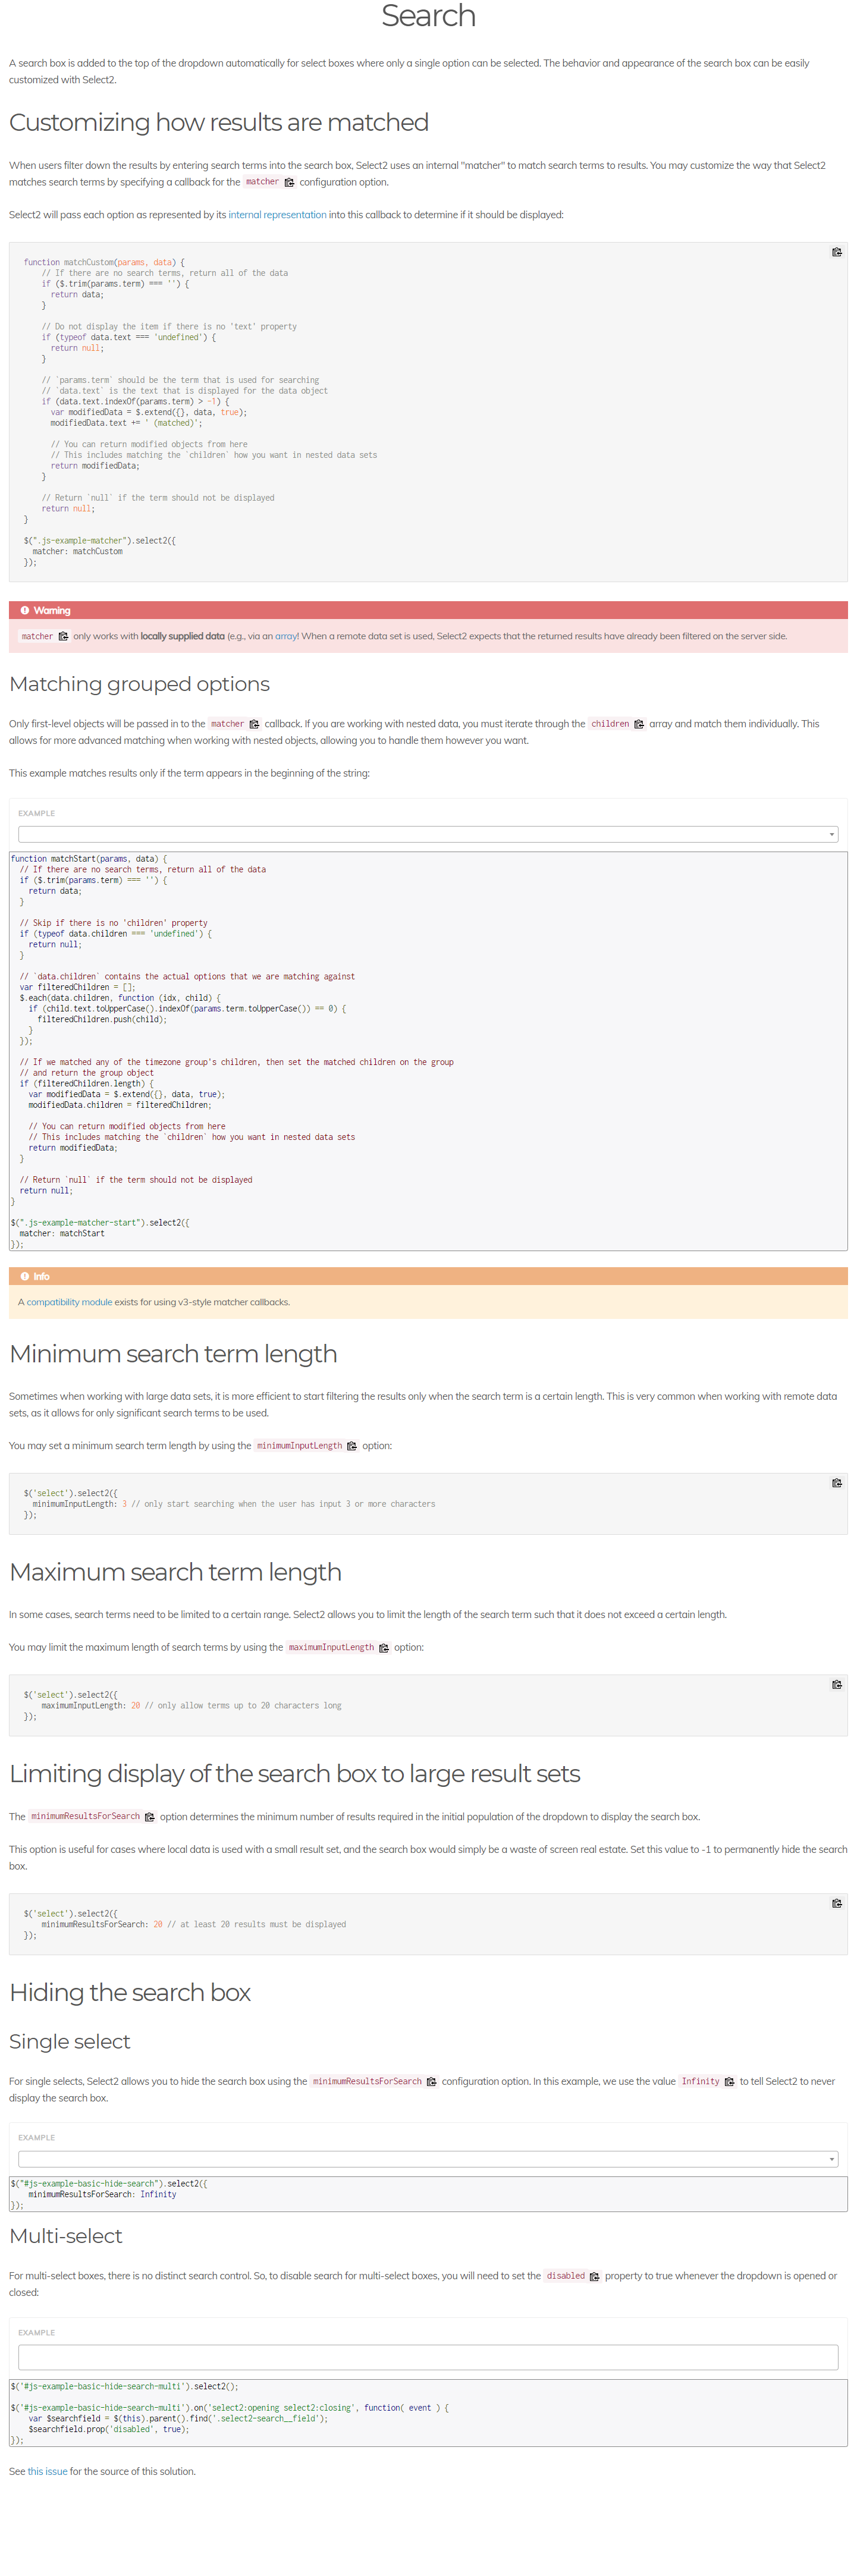 Search
A search box is added to the top of the dropdown automatically for select boxes where only a single option can be selected. The behavior and appearance of the search box can be easily
customized with Select2.
Customizing how results are matched
When users filter down the results by entering search terms into the search box, Select2 uses an internal "matcher" to match search terms to results. You may customize the way that Select2
matches search terms by specifying a callback for the matcher configuration option.
Select2 will pass each option as represented by its internal representation into this callback to determine if it should be displayed:
function matchCustom(params, data) {
    // If there are no search terms, return all of the data
    if ($.trim(params.term) === '') {
      return data;
    }

    // Do not display the item if there is no 'text' property
    if (typeof data.text === 'undefined') {
      return null;
    }

    // `params.term` should be the term that is used for searching
    // `data.text` is the text that is displayed for the data object
    if (data.text.indexOf(params.term) > -1) {
      var modifiedData = $.extend({}, data, true);
      modifiedData.text += ' (matched)';

      // You can return modified objects from here
      // This includes matching the `children` how you want in nested data sets
      return modifiedData;
    }

    // Return `null` if the term should not be displayed
    return null;
}

$(".js-example-matcher").select2({
  matcher: matchCustom
});
Warning
matcher only works with locally supplied data (e.g., via an array! When a remote data set is used, Select2 expects that the returned results have already been filtered on the server side.
Matching grouped options
Only first-level objects will be passed in to the matcher callback. If you are working with nested data, you must iterate through the children array and match them individually. This
allows for more advanced matching when working with nested objects, allowing you to handle them however you want.
This example matches results only if the term appears in the beginning of the string:
EXAMPLE
function matchStart(params, data) {
  // If there are no search terms, return all of the data
  if ($.trim(params.term) === '') {
    return data;
  }

  // Skip if there is no 'children' property
  if (typeof data.children === 'undefined') {
    return null;
  }

  // `data.children` contains the actual options that we are matching against
  var filteredChildren = [];
  $.each(data.children, function (idx, child) {
    if (child.text.toUpperCase().indexOf(params.term.toUpperCase()) == 0) {
      filteredChildren.push(child);
    }
  });

  // If we matched any of the timezone group's children, then set the matched children on the group
  // and return the group object
  if (filteredChildren.length) {
    var modifiedData = $.extend({}, data, true);
    modifiedData.children = filteredChildren;

    // You can return modified objects from here
    // This includes matching the `children` how you want in nested data sets
    return modifiedData;
  }

  // Return `null` if the term should not be displayed
  return null;
}

$(".js-example-matcher-start").select2({
  matcher: matchStart
});
Info
A compatibility module exists for using v3-style matcher callbacks.
Minimum search term length
Sometimes when working with large data sets, it is more efficient to start filtering the results only when the search term is a certain length. This is very common when working with remote data
sets, as it allows for only significant search terms to be used.
You may set a minimum search term length by using the minimumInputLength option:
$('select').select2({
  minimumInputLength: 3 // only start searching when the user has input 3 or more characters
});
Maximum search term length
In some cases, search terms need to be limited to a certain range. Select2 allows you to limit the length of the search term such that it does not exceed a certain length.
You may limit the maximum length of search terms by using the maximumInputLength option:
$('select').select2({
    maximumInputLength: 20 // only allow terms up to 20 characters long
});
Limiting display of the search box to large result sets
The minimumResultsForSearch option determines the minimum number of results required in the initial population of the dropdown to display the search box.
This option is useful for cases where local data is used with a small result set, and the search box would simply be a waste of screen real estate. Set this value to -1 to permanently hide the search
box.
$('select').select2({
    minimumResultsForSearch: 20 // at least 20 results must be displayed
});
Hiding the search box
Single select
For single selects, Select2 allows you to hide the search box using the minimumResultsForSearch configuration option. In this example, we use the value Infinity to tell Select2 to never
display the search box.
EXAMPLE
$("#js-example-basic-hide-search").select2({
    minimumResultsForSearch: Infinity
});
Multi-select
For multi-select boxes, there is no distinct search control. So, to disable search for multi-select boxes, you will need to set the disabled property to true whenever the dropdown is opened or
closed:
EXAMPLE
$('#js-example-basic-hide-search-multi').select2();

$('#js-example-basic-hide-search-multi').on('select2:opening select2:closing', function( event ) {
    var $searchfield = $(this).parent().find('.select2-search__field');
    $searchfield.prop('disabled', true);
});
See this issue for the source of this solution.